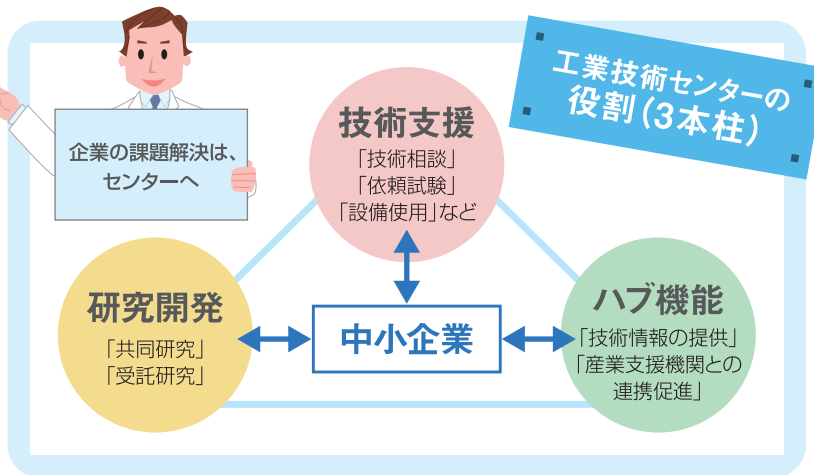 工業技術センターの
役割(3本柱)
企業の課題解決は、
センターへ
技術支援
「技術相談」
「依頼試験」
「設備使用」など
研究開発
「共同研究」
「受託研究」
中小企業
ハブ機能
「技術情報の提供」
「産業支援機関との
連携促進」